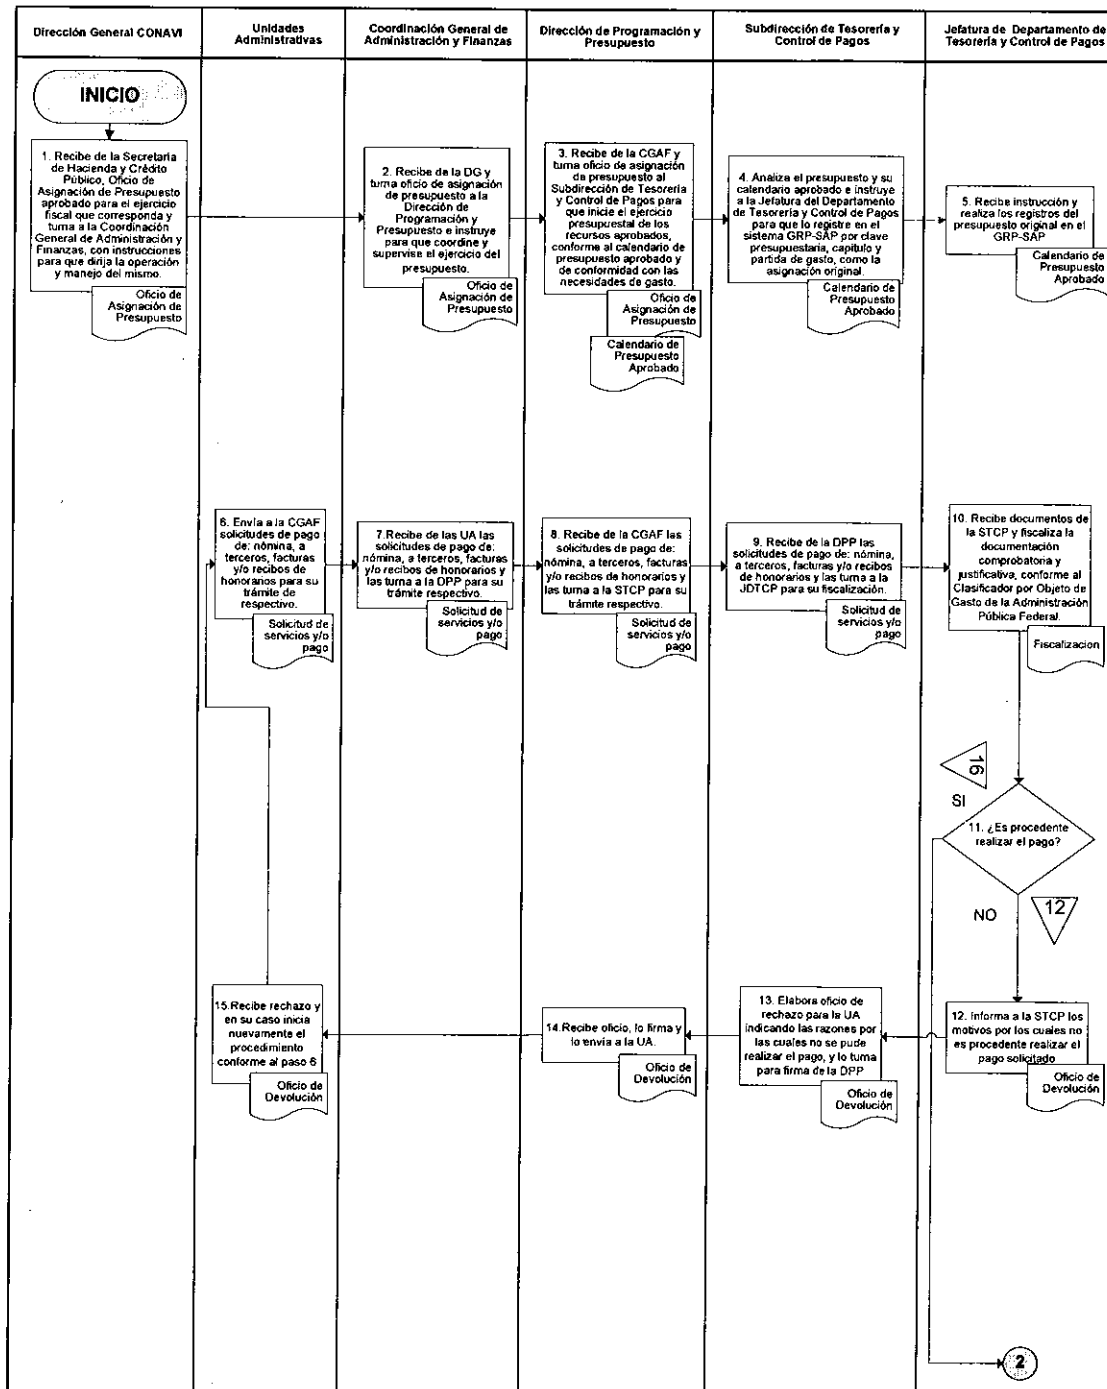 Dirección General CONAVI
Unidades
Administrativas
Coordinación General de
Administración y Finanzas
Dirección de Programación y
Presupuesto
Subdirección de Tesorería y
Control de Pagos
Jefatura de Departamento de
Tesorería y Control de Pagos
INICIO
1. Recibe de la Secretaria
de Hacienda y Crédito
Público, Oficio de
Asignación de Presupuesto
aprobado para el ejercicio
fiscal que corresponda y
turna a la Coordinación
General de Administración y
Finanzas, con instrucciones
para que dirija la operación
y manejo del mismo.
Oficio de
Asignación de
Presupuesto
2. Recibe de la DG y
turna oficio de asignación
de presupuesto a la
Dirección de
Programación y
Presupuesto e instruye
para que coordine y
supervise el ejercicio del
presupuesto.
Oficio de
Asignación de
Presupuesto
3. Recibe de la CGAF y
turna oficio de asignación
de presupuesto al
Subdirección de Tesorería
y Control de Pagos para
que inicie el ejercicio
presupuestal de los
recursos aprobados,
conforme al calendario de
presupuesto aprobado y
de conformidad con las
necesidades de gasto.
Oficio de
Asignación de
Presupuesto
Calendario de
Presupuesto
Aprobado
4. Analiza el presupuesto y su
calendario aprobado e instruye
a la Jefatura del Departamento
de Tesorería y Control de Pagos
para que lo registre en el
sistema GRP-SAP por clave
presupuestaria, capítulo y
partida de gasto, como la
asignación original.
Calendario de
Presupuesto
Aprobado
5. Recibe instrucción y
realiza los registros del
presupuesto original en el
GRP-SAP
Calendario de
Presupuesto
Aprobado
6. Envía a la CGAF
solicitudes de pago
de: nómina, a
terceros, facturas
y/o recibos de
honorarios para su
trámite de
respectivo.
Solicitud de
servicios y/o
pago
7.Recibe de las UA las
solicitudes de pago de:
nómina, a terceros, facturas
y/o recibos de honorarios y
las turna a la DPP para su
trámite respectivo.
Solicitud de
servicios y/o
pago
8. Recibe de la CGAF las
solicitudes de pago de:
nómina, a terceros, facturas
y/o recibos de honorarios y
las turna a la STCP para su
trámite respectivo.
Solicitud de
servicios y/o
pago
9. Recibe de la DPP las
solicitudes de pago de: nómina,
a terceros, facturas y/o recibos
de honorarios y las turna a la
JDTCP para su fiscalización.
Solicitud de
servicios y/o
pago
10. Recibe documentos de
la STCP y fiscaliza la
documentación
comprobatoria y
justificativa, conforme al
Clasificador por Objeto de
Gasto de la Administración
Pública Federal.
Fiscalizacion
16
SI
11. ¿Es procedente
realizar el pago?
NO
12
15.Recibe rechazo y
en su caso inicia
nuevamente el
procedimiento
conforme al paso 6
Oficio de
Devolución
14.Recibe oficio, lo firma y
lo envía a la UA.
Oficio de
Devolución
13. Elabora oficio de
rechazo para la UA
indicando las razones por
las cuales no se pude
realizar el pago, y lo turna
para firma de la DPP
Oficio de
Devolución
12. Informa a la STCP los
motivos por los cuales no
es procedente realizar el
pago solicitado
Oficio de
Devolución
2